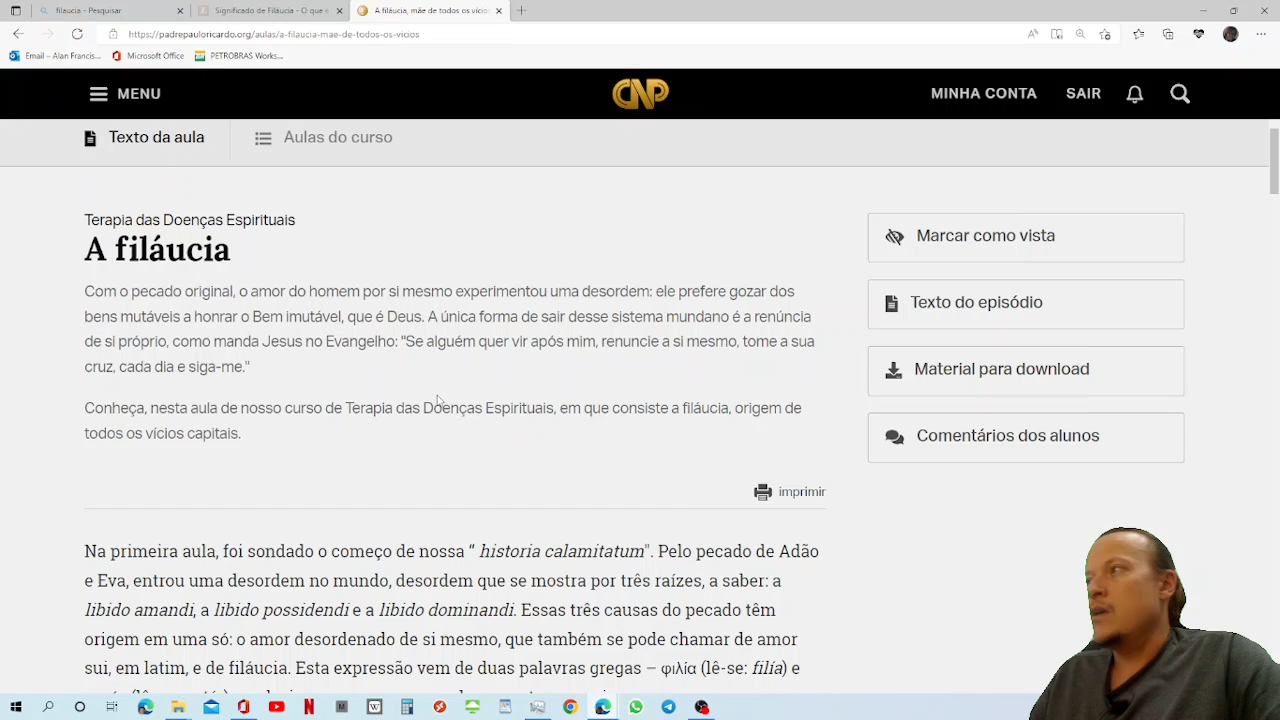 filaucia - Pesquisar
Significado de Filáucia - O que é
A filáucia, mãe de todos os vícios
https://padrepauloricardo.org/aulas/a-filaucia-mae-de-todos-os-vicios
Email – Alan Francis...
Microsoft Office
PETROBRAS Works...
MENU
CNP
MINHA CONTA
SAIR
Texto da aula
Aulas do curso
Terapia das Doenças Espirituais
A filáucia
Com o pecado original, o amor do homem por si mesmo experimentou uma desordem: ele prefere gozar dos
bens mutáveis a honrar o Bem imutável, que é Deus. A única forma de sair desse sistema mundano é a renúncia
de si próprio, como manda Jesus no Evangelho: "Se alguém quer vir após mim, renuncie a si mesmo, tome a sua
cruz, cada dia e siga-me."
Conheça, nesta aula de nosso curso de Terapia das Doenças Espirituais, em que consiste a filáucia, origem de
todos os vícios capitais.
Marcar como vista
Texto do episódio
Material para download
Comentários dos alunos
imprimir
Na primeira aula, foi sondado o começo de nossa “ historia calamitatum". Pelo pecado de Adão
e Eva, entrou uma desordem no mundo, desordem que se mostra por três raízes, a saber: a
libido amandi, a libido possidendi e a libido dominandi. Essas três causas do pecado têm
origem em uma só: o amor desordenado de si mesmo, que também se pode chamar de amor
sui, em latim, e de filáucia. Esta expressão vem de duas palavras gregas – φιλία (lê-se: filía) e